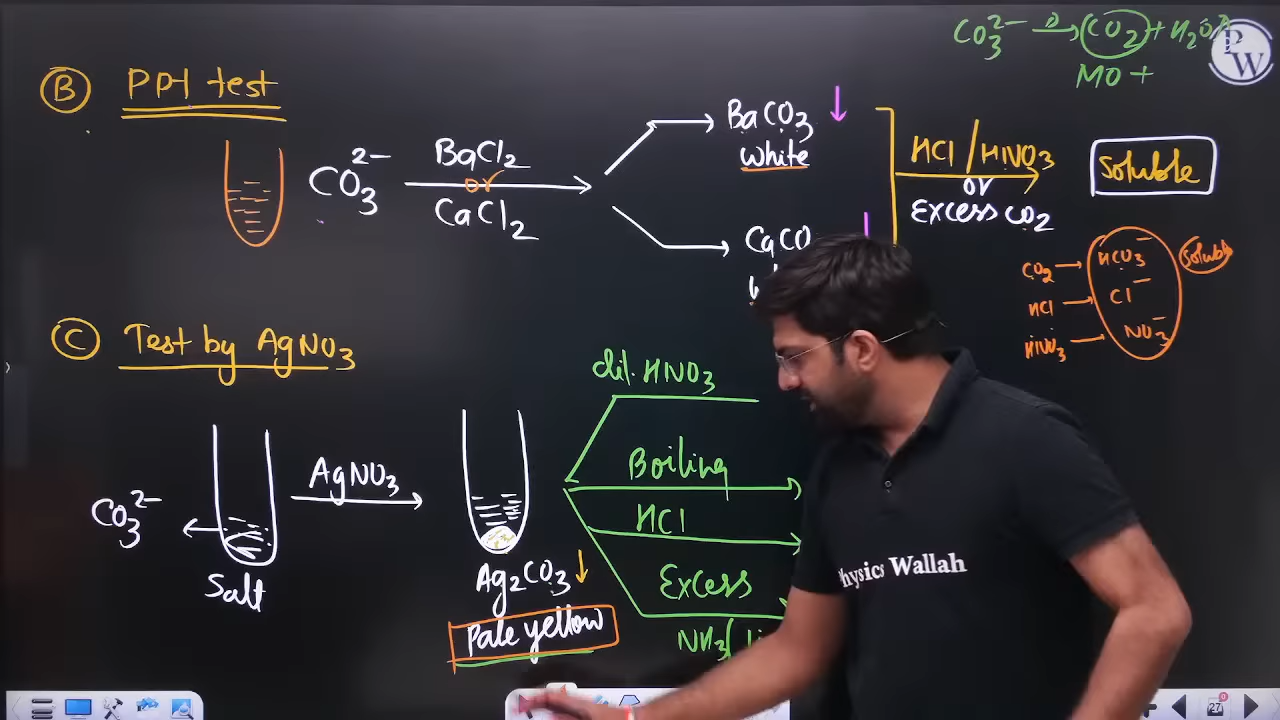 CO3^2- Δ→ CO2 + H2O↑
MO +
PW
B PPt test
CO3^2-
BaCl2
or
CaCl2
BaCO3 ↓
white
CaCO
HCl / HNO3
or
Excess CO2
Soluble
CO2 → HCO3^-
Soluble
HCl → Cl^-
HNO3 → NO3^-
C Test by AgNO3
CO3^2-
Salt
AgNO3
Ag2CO3 ↓
Pale yellow
dil. HNO3
Boiling
HCl
Excess
NH3(
Physics Wallah
27